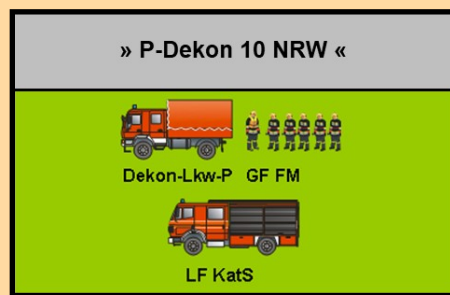 » P-Dekon 10 NRW «
Dekon-Lkw-P GF FM
LF KatS